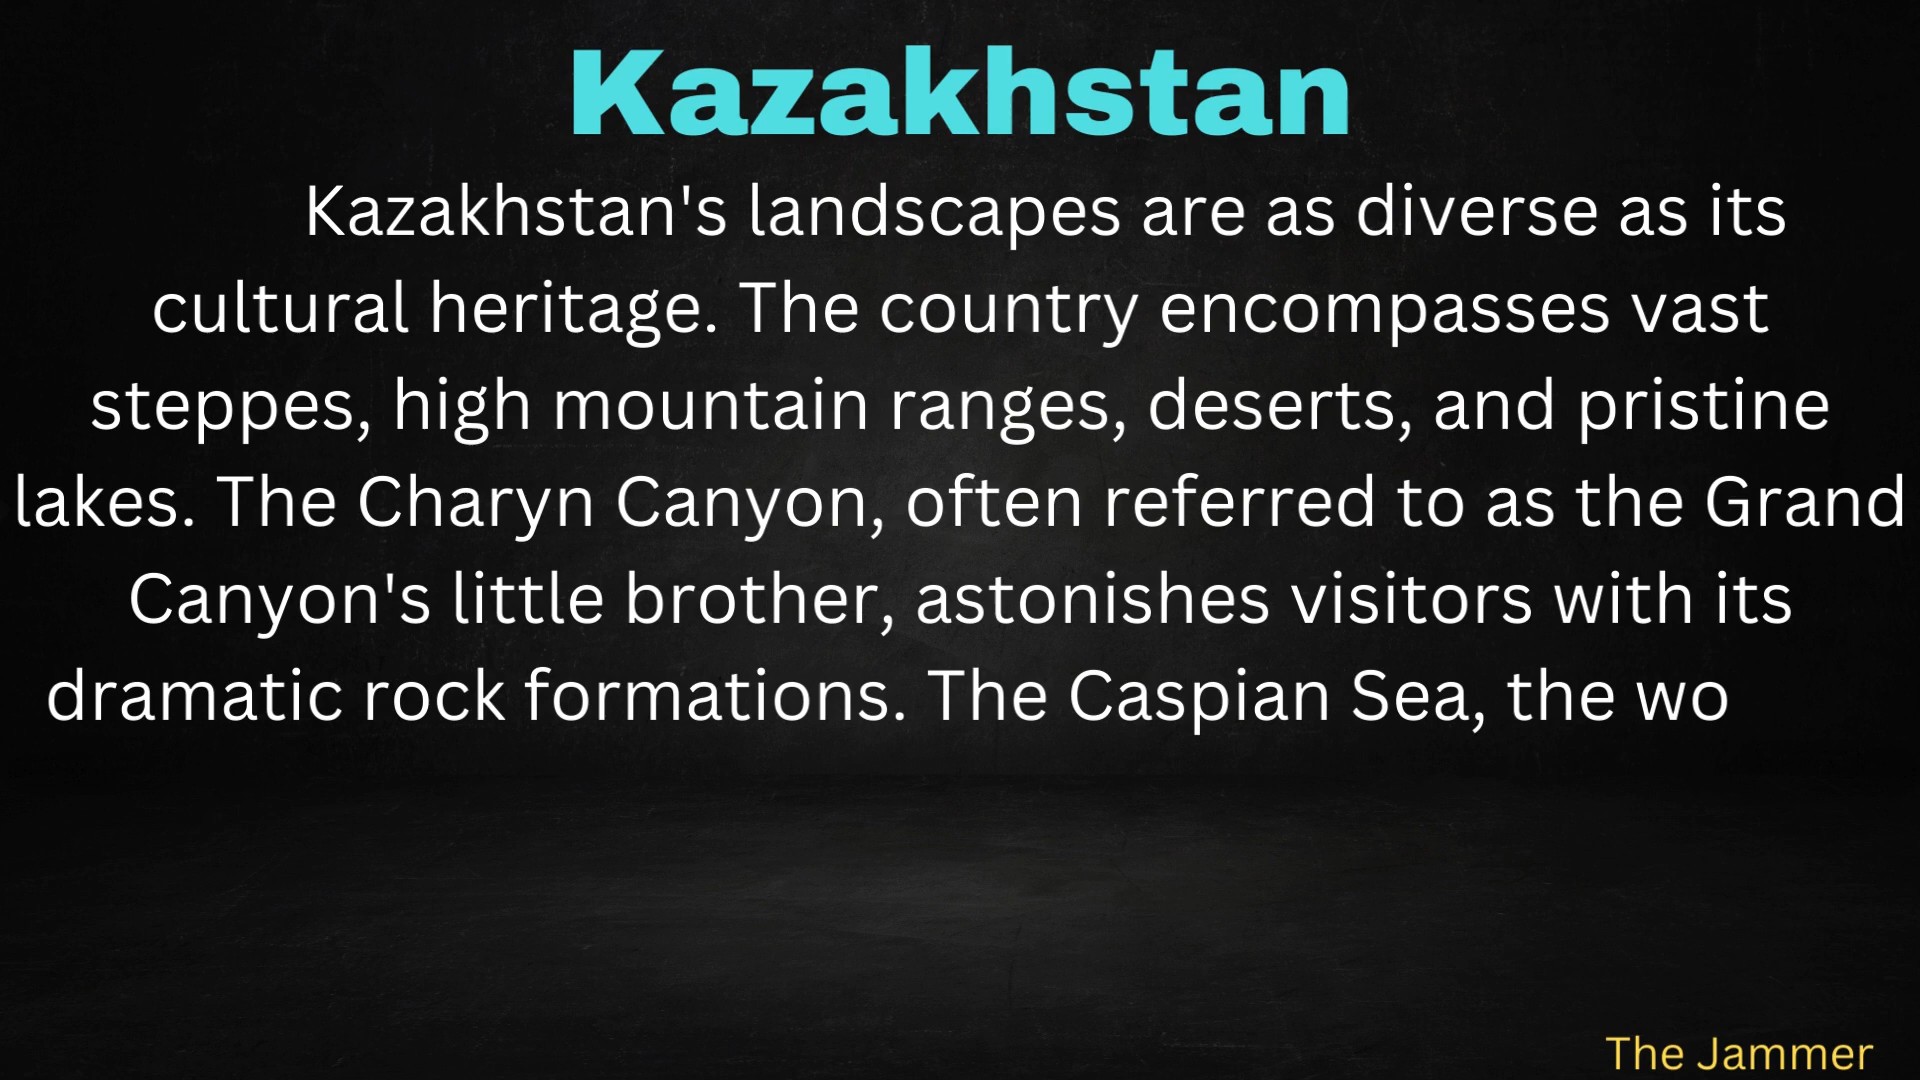 Kazakhstan
Kazakhstan's landscapes are as diverse as its
cultural heritage. The country encompasses vast
steppes, high mountain ranges, deserts, and pristine
lakes. The Charyn Canyon, often referred to as the Grand
Canyon's little brother, astonishes visitors with its
dramatic rock formations. The Caspian Sea, the wo
The Jammer